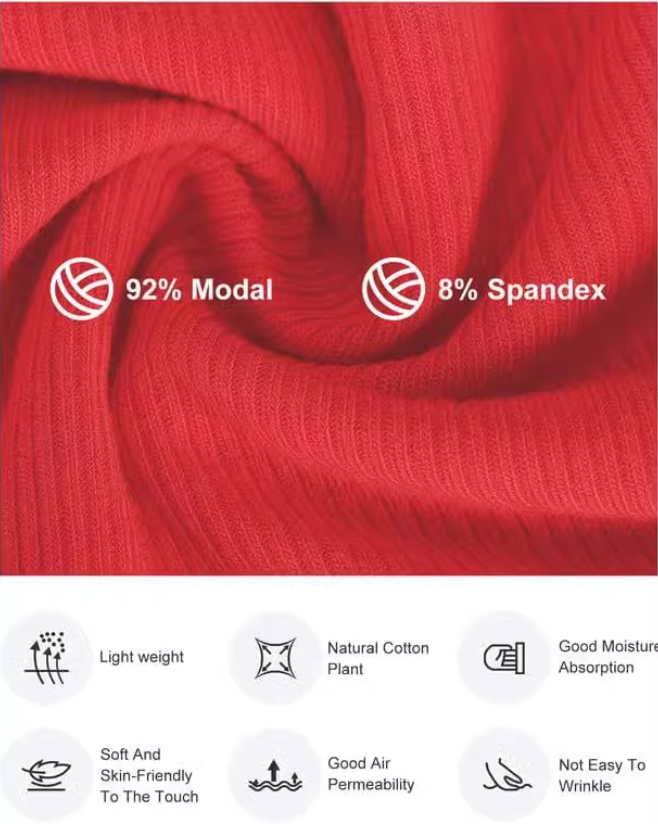 92% Modal
8% Spandex
Light weight
Natural Cotton
Plant
Good Moisture
Absorption
Soft And
Skin-Friendly
To The Touch
Good Air
Permeability
Not Easy To
Wrinkle